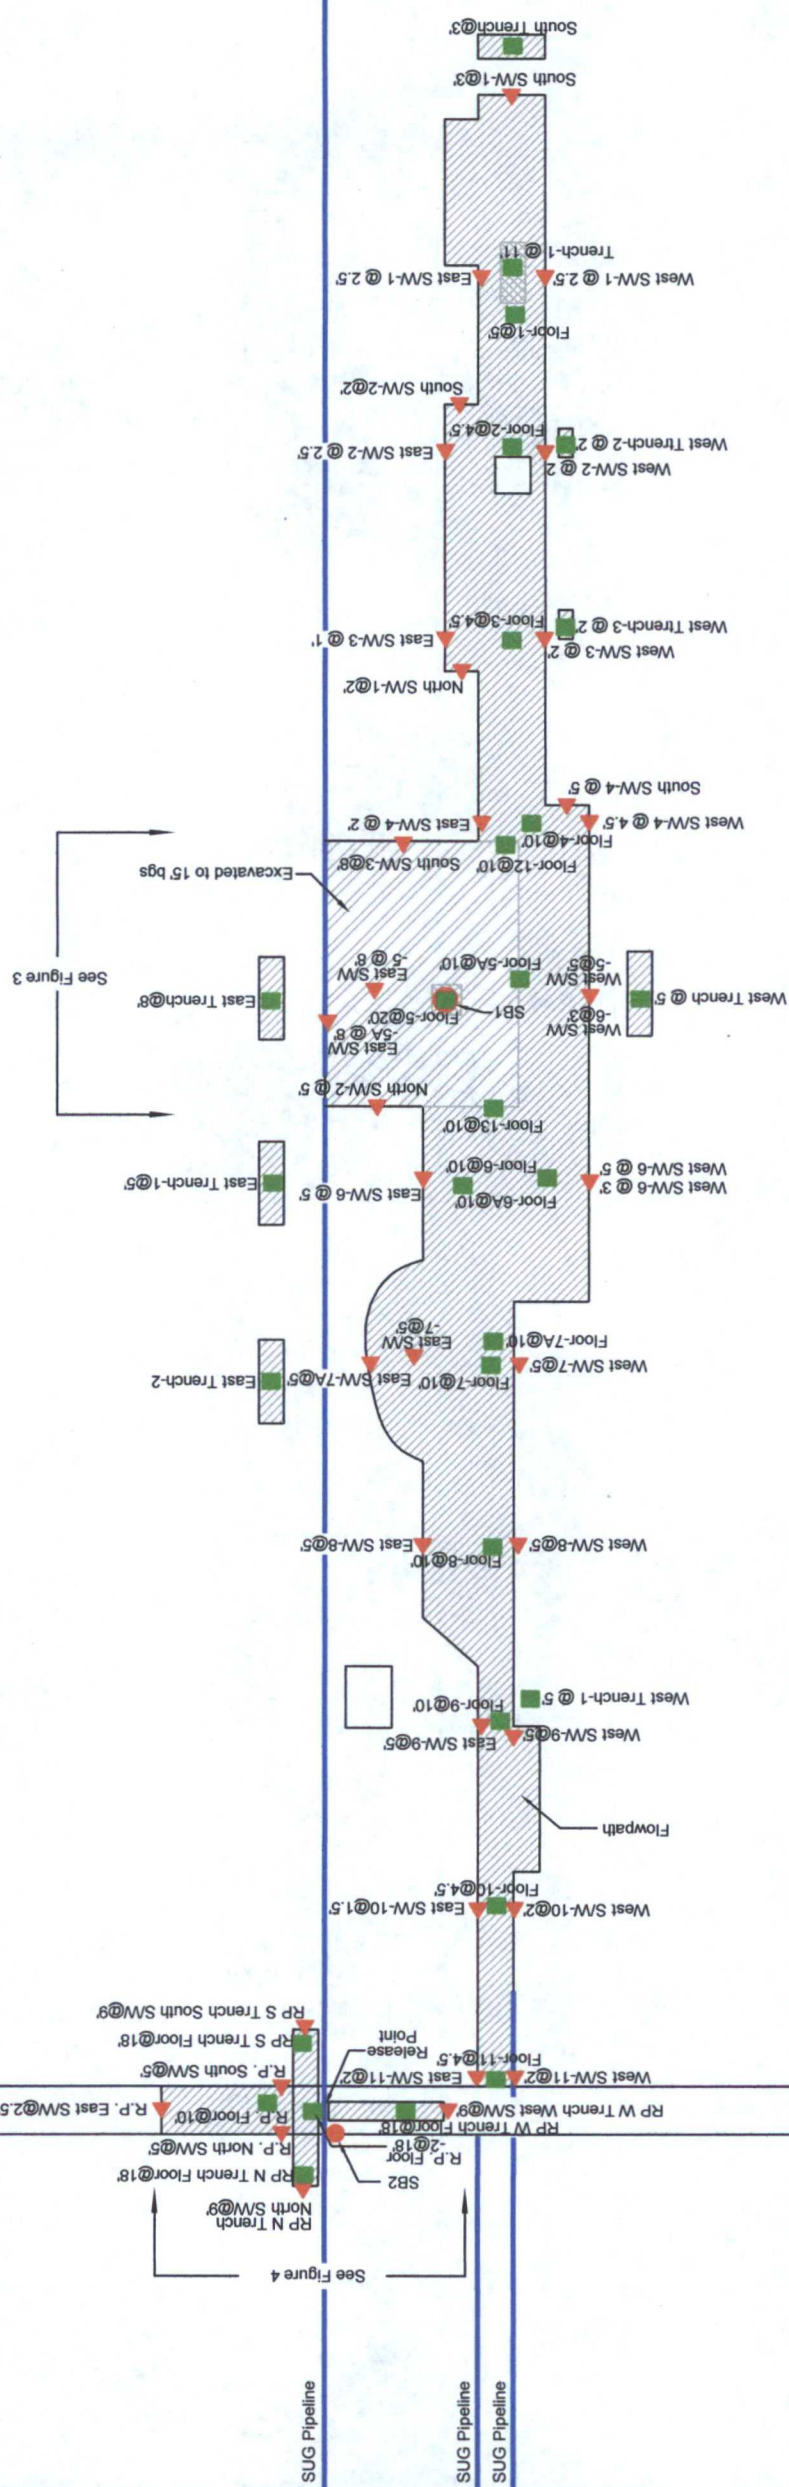 South Trench@3'
South S/W-1@3'
Trench-1 @ 11'
East S/W-1 @ 2.5'
West S/W-1 @ 2.5'
Floor-1@5'
South S/W-2@2'
Floor-2@4.5'
East S/W-2 @ 2.5'
West Trench-2 @ 2'
West S/W-2 @ 2
Floor-3@4.5'
West Ttrench-3 @ 2'
East S/W-3 @ 1'
West S/W-3 @ 2'
North S/W-1@2'
South S/W-4 @ 5'
East S/W-4 @ 2'
West S/W-4 @ 4.5'
Floor-4@10'
South S/W-3@8'
Floor-12@10'
Excavated to 15' bgs
See Figure 3
East S/W
-5 @ 8'
Floor-5A@10'
West S/W
-5@5'
East Trench@8'
West Trench @ 5'
Floor-5@20'
SB1
West S/W
-6@3'
East S/W
-5A @ 8'
North S/W-2 @ 5'
Floor-13@10'
Floor-6@10'
West S/W-6 @ 5'
East Trench-1@5'
East S/W-6 @ 5'
West S/W-6 @ 3'
Floor-6A@10'
East S/W
-7@5'
Floor-7A@10'
West S/W-7@5'
East Trench-2
East S/W-7A@5'
Floor-7@10'
East S/W-8@5'
West S/W-8@5'
Floor-8@10'
West Trench-1 @ 5'
Floor-9@10'
West S/W-9@5'
East S/W-9@5'
Flowpath
Floor-10@4.5'
East S/W-10@1.5'
West S/W-10@2'
RP S Trench South S/W@9'
RP S Trench Floor@18'
Release
Point
Floor-11@4.5'
R.P. South S/W@5'
East S/W-11@2'
West S/W-11@2'
R.P. East S/W@2.5'
R.P. Floor@10'
RP W Trench West S/W@9'
RP W Trench Floor@18'
R.P. North S/W@5'
R.P. Floor
-2@18'
RP N Trench Floor@18'
SB2
RP N Trench
North S/W@9'
See Figure 4
SUG Pipeline
SUG Pipeline
SUG Pipeline